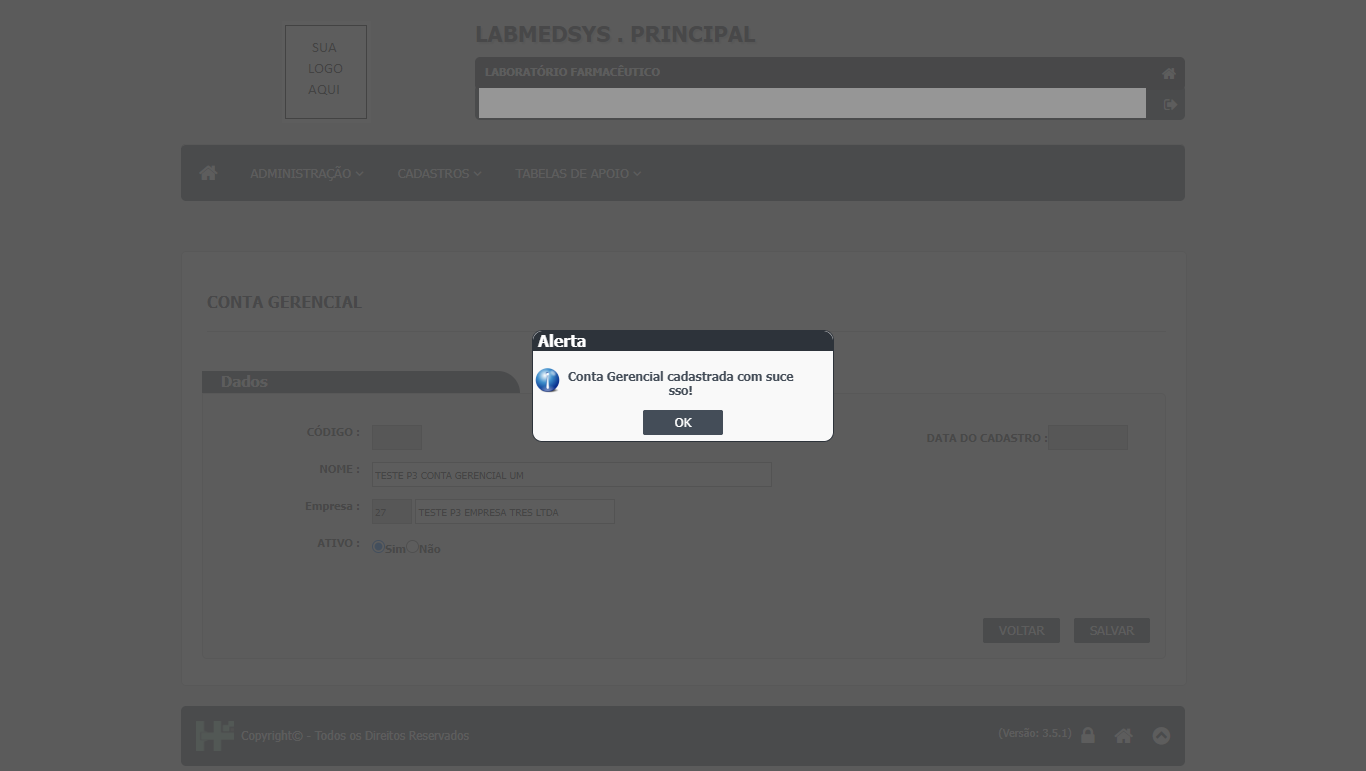 SUA
LOGO
AQUI
LABMEDSYS . PRINCIPAL
LABORATÓRIO FARMACÊUTICO
ADMINISTRAÇÃO
CADASTROS
TABELAS DE APOIO
CONTA GERENCIAL
Alerta
Conta Gerencial cadastrada com suce
sso!
OK
Dados
CÓDIGO :
DATA DO CADASTRO :
NOME : TESTE P3 CONTA GERENCIAL UM
Empresa : 27 TESTE P3 EMPRESA TRES LTDA
ATIVO : Sim Não
VOLTAR SALVAR
Copyright© - Todos os Direitos Reservados
(Versão: 3.5.1)